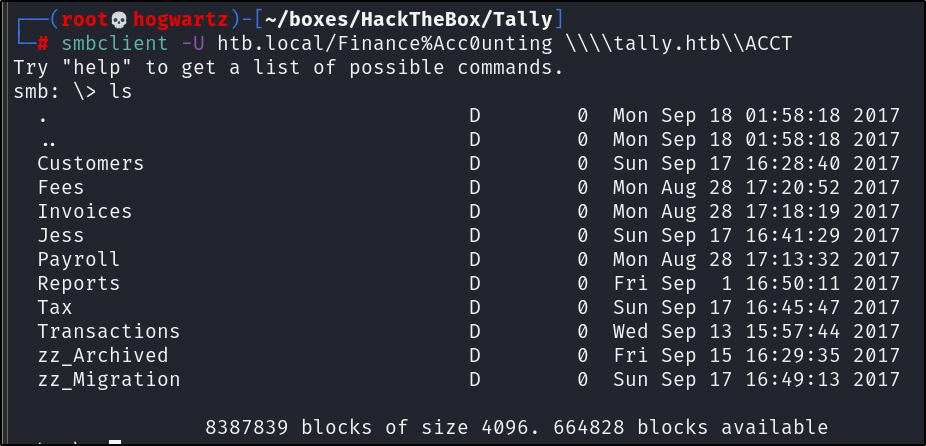 ┌──(root💀hogwartz)-[~/boxes/HackTheBox/Tally]
└─# smbclient -U htb.local/Finance%Acc0unting \\\\tally.htb\\ACCT
Try "help" to get a list of possible commands.
smb: \> ls
. D 0 Mon Sep 18 01:58:18 2017
.. D 0 Mon Sep 18 01:58:18 2017
Customers D 0 Sun Sep 17 16:28:40 2017
Fees D 0 Mon Aug 28 17:20:52 2017
Invoices D 0 Mon Aug 28 17:18:19 2017
Jess D 0 Sun Sep 17 16:41:29 2017
Payroll D 0 Mon Aug 28 17:13:32 2017
Reports D 0 Fri Sep 1 16:50:11 2017
Tax D 0 Sun Sep 17 16:45:47 2017
Transactions D 0 Wed Sep 13 15:57:44 2017
zz_Archived D 0 Fri Sep 15 16:29:35 2017
zz_Migration D 0 Sun Sep 17 16:49:13 2017
8387839 blocks of size 4096. 664828 blocks available